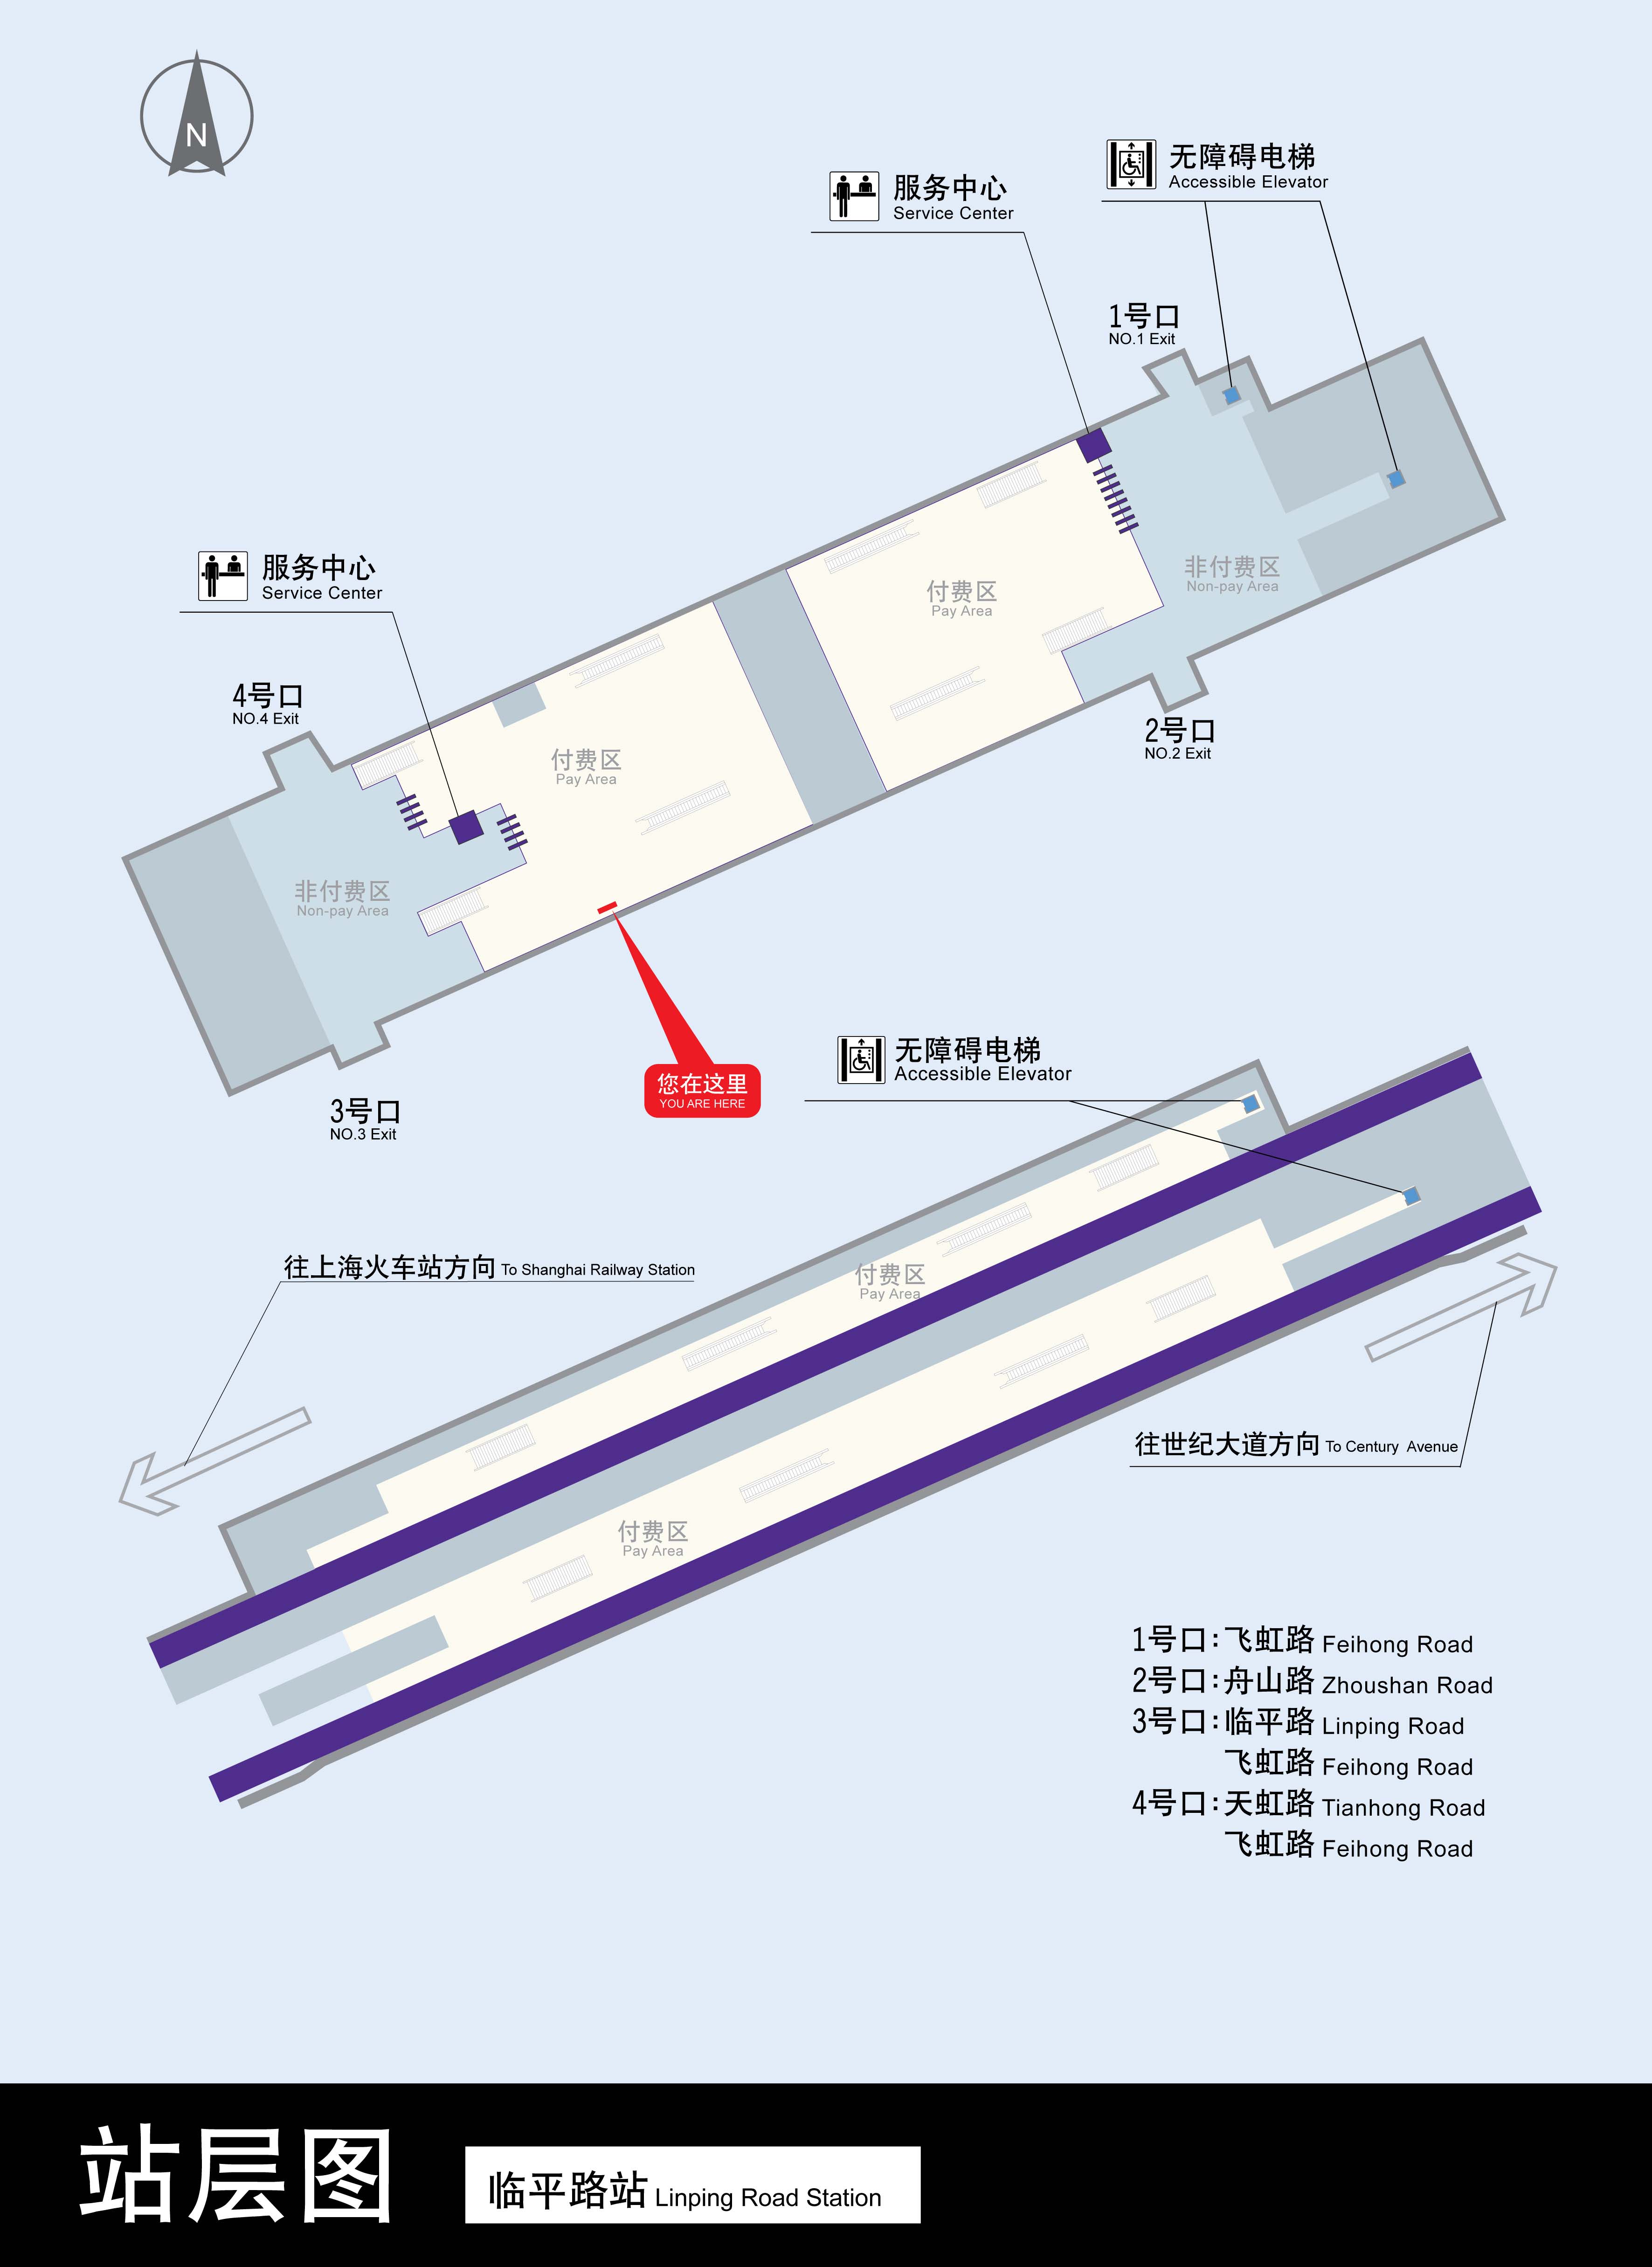 N
无障碍电梯
Accessible Elevator
服务中心
Service Center
1号口
NO.1 Exit
服务中心
Service Center
非付费区
Non-pay Area
付费区
Pay Area
4号口
NO.4 Exit
2号口
NO.2 Exit
付费区
Pay Area
非付费区
Non-pay Area
您在这里
YOU ARE HERE
3号口
NO.3 Exit
无障碍电梯
Accessible Elevator
往上海火车站方向 To Shanghai Railway Station
付费区
Pay Area
往世纪大道方向 To Century Avenue
付费区
Pay Area
1号口：飞虹路 Feihong Road
2号口：舟山路 Zhoushan Road
3号口：临平路 Linping Road
飞虹路 Feihong Road
4号口：天虹路 Tianhong Road
飞虹路 Feihong Road
站层图
临平路站 Linping Road Station